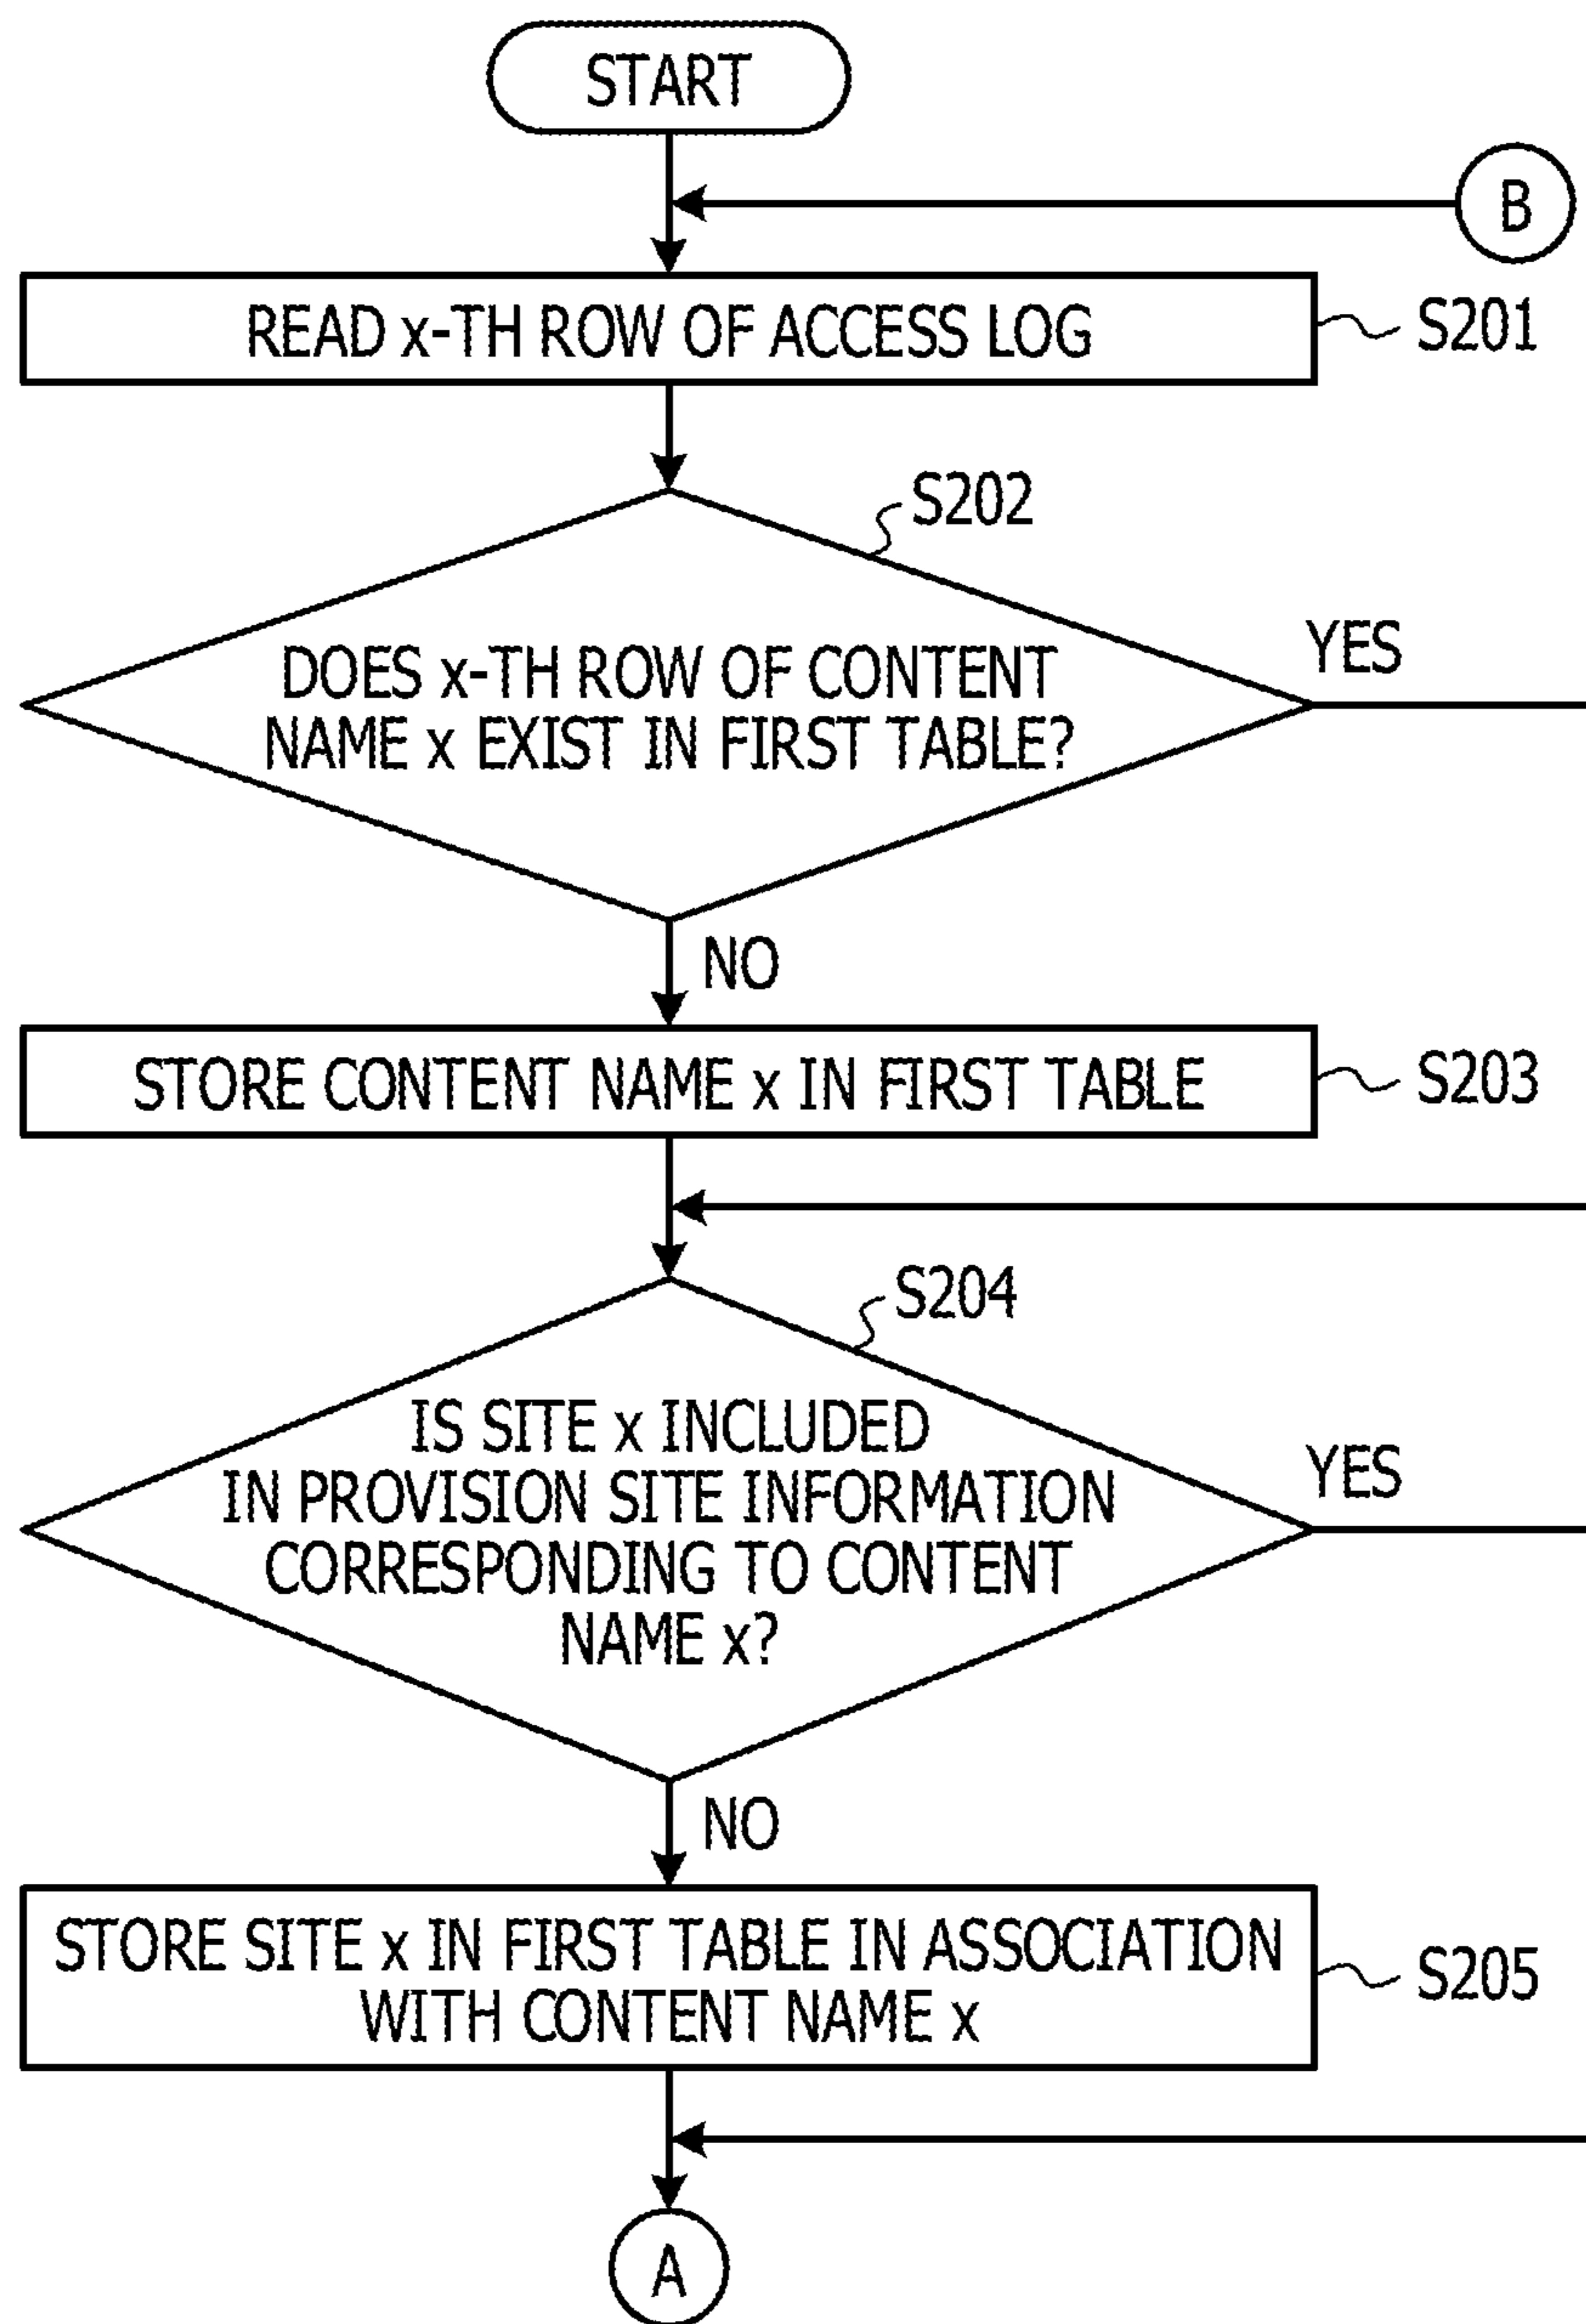 START
B
READ x-TH ROW OF ACCESS LOG
S201
S202
DOES x-TH ROW OF CONTENT
NAME x EXIST IN FIRST TABLE?
YES
NO
STORE CONTENT NAME x IN FIRST TABLE
S203
S204
IS SITE x INCLUDED
IN PROVISION SITE INFORMATION
CORRESPONDING TO CONTENT
NAME x?
YES
NO
STORE SITE x IN FIRST TABLE IN ASSOCIATION
WITH CONTENT NAME x
S205
A